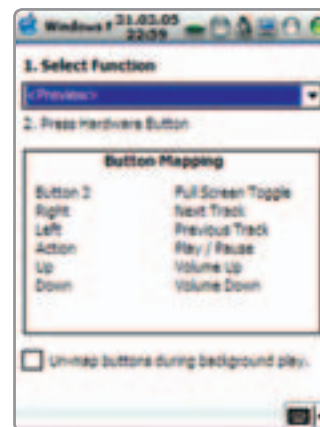 Windows 31.03.05
22:59
1. Select Function
<Preview>
2. Press Hardware Button
Button Mapping
Button 2 Full Screen Toggle
Right Next Track
Left Previous Track
Action Play / Pause
Up Volume Up
Down Volume Down
Un-map buttons during background play.